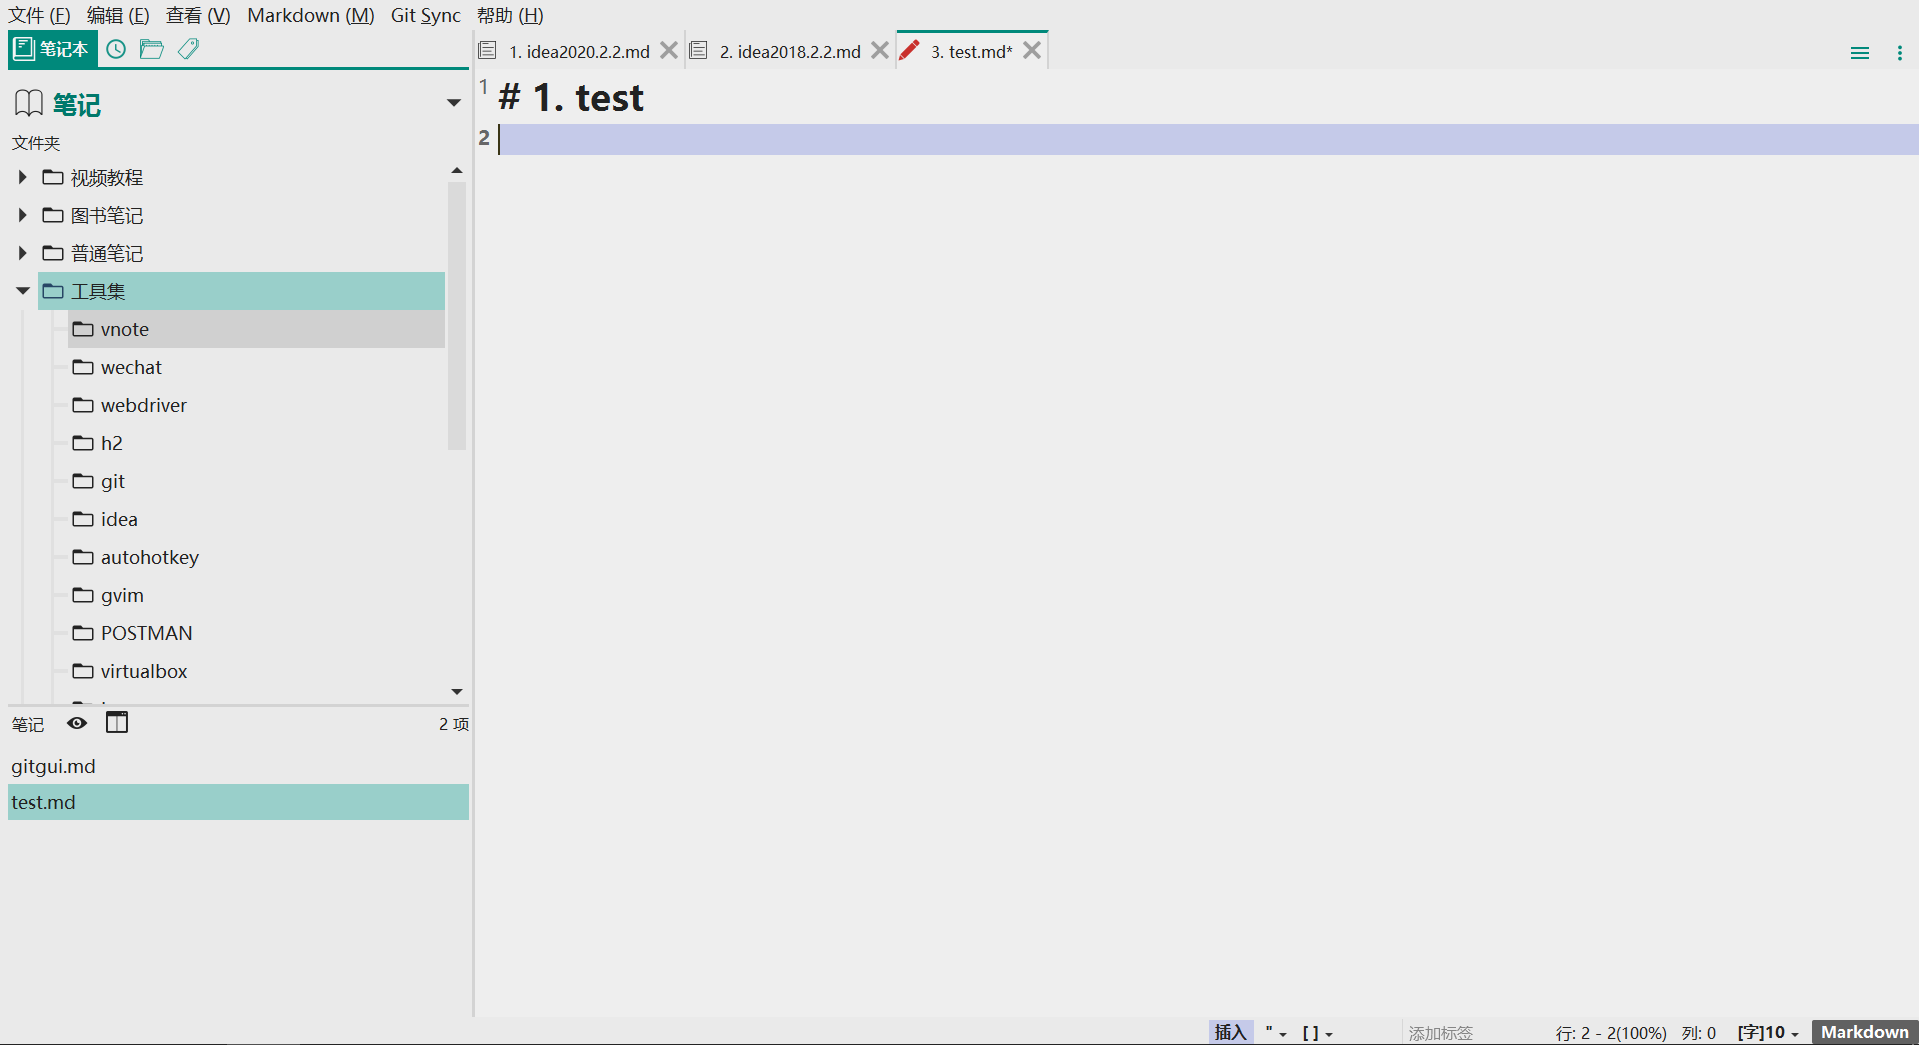 文件 (F) 编辑 (E) 查看 (V) Markdown (M) Git Sync 帮助 (H)
笔记本
1. idea2020.2.2.md
2. idea2018.2.2.md
3. test.md*
笔记
文件夹
视频教程
图书笔记
普通笔记
工具集
vnote
wechat
webdriver
h2
git
idea
autohotkey
gvim
POSTMAN
virtualbox
笔记 2 项
gitgui.md
test.md
1 # 1. test
2
插入 " [ ] 添加标签 行: 2 - 2(100%) 列: 0 [字]10 Markdown